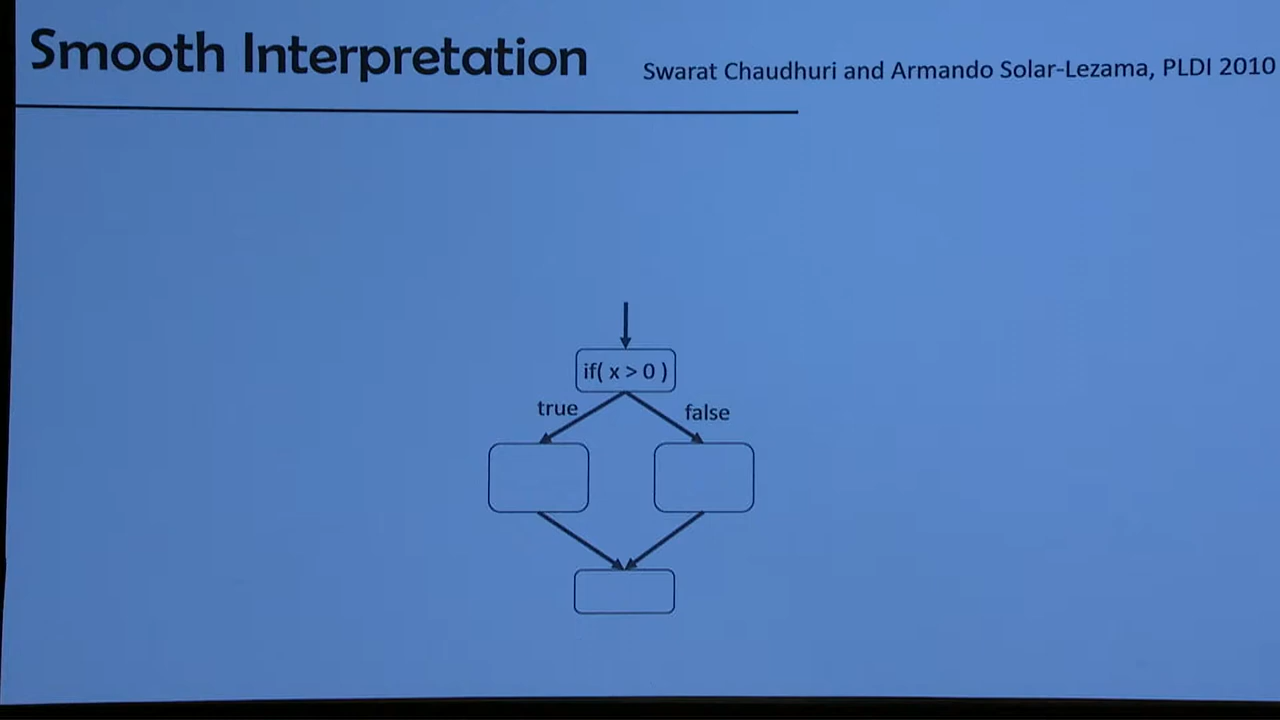 Smooth Interpretation
Swarat Chaudhuri and Armando Solar-Lezama, PLDI 2010
if( x > 0 )
true
false